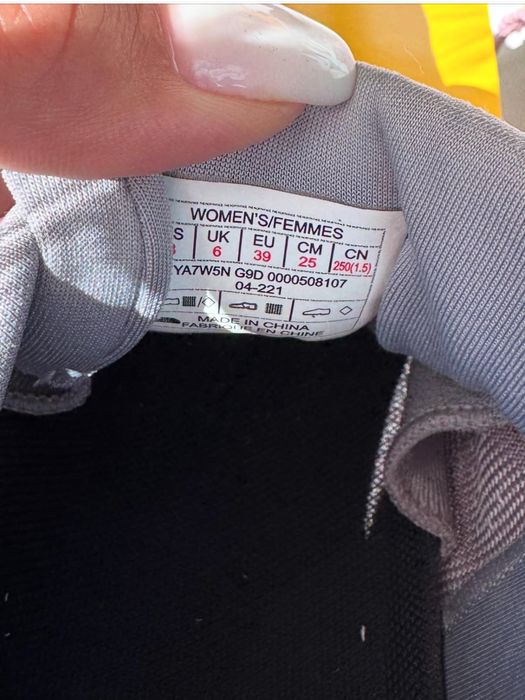 WOMEN'S/FEMMES
S UK EU CM CN
6 39 25 250(1.5)
YA7W5N G9D 0000508107
04-221
MADE IN CHINA
FABRIQUE EN CHINE